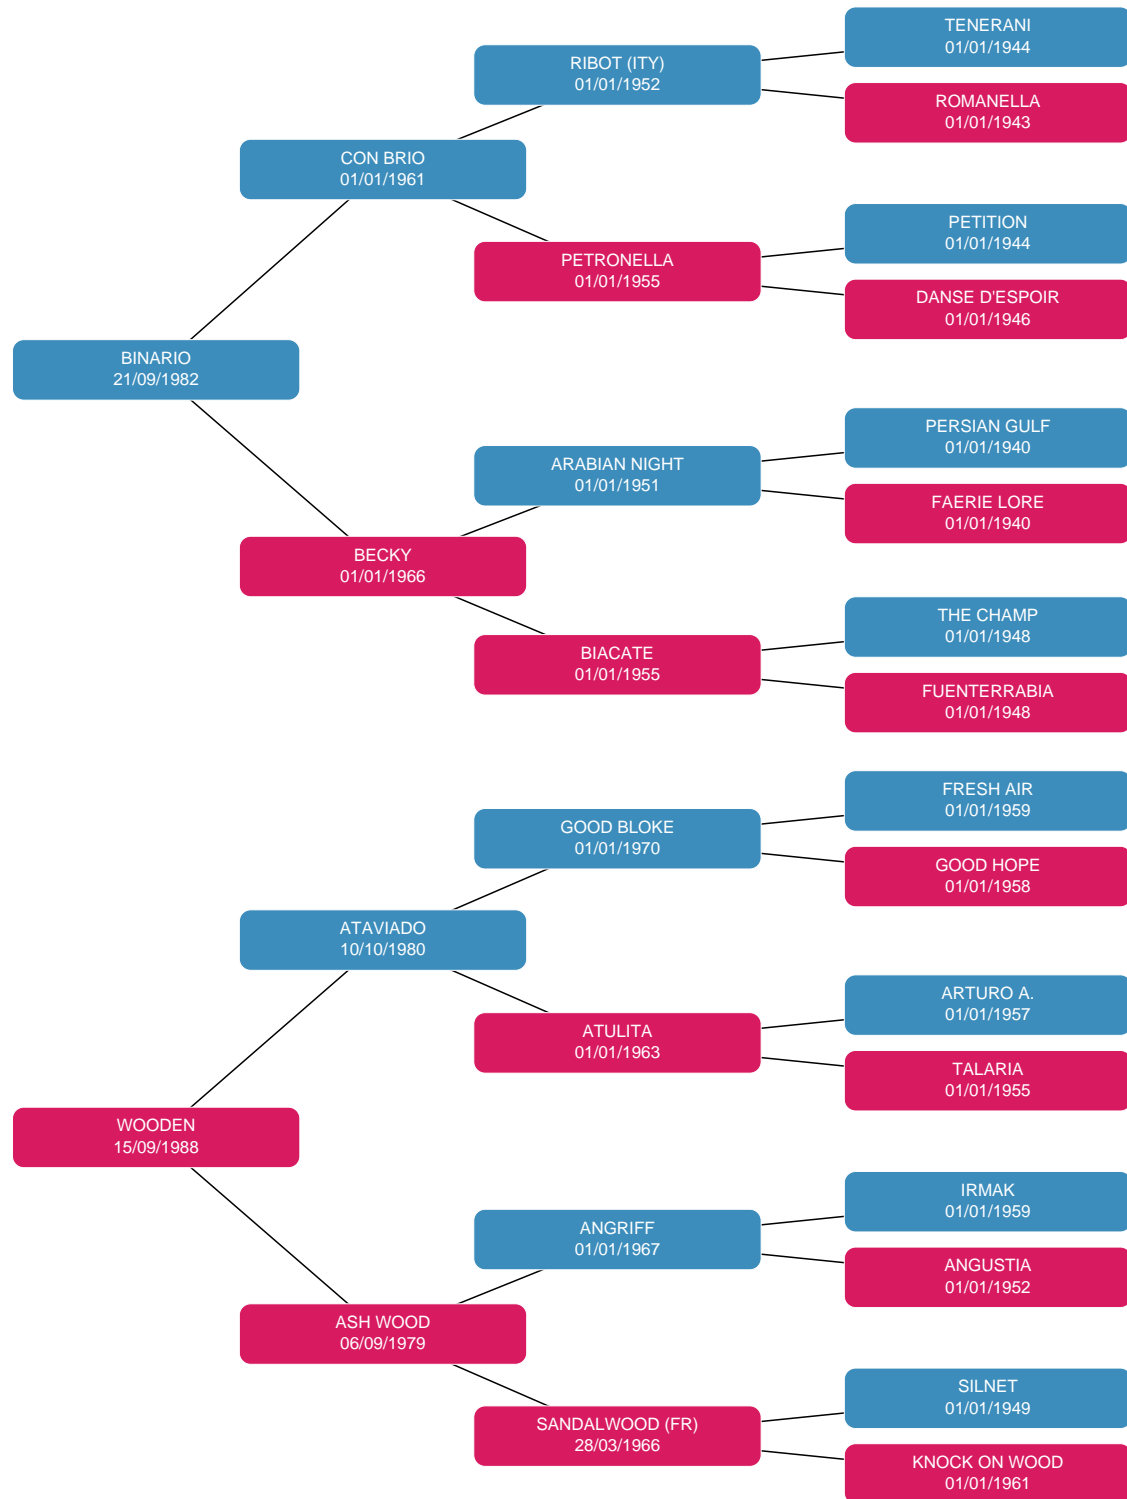 TENERANI
01/01/1944
RIBOT (ITY)
01/01/1952
ROMANELLA
01/01/1943
CON BRIO
01/01/1961
PETITION
01/01/1944
PETRONELLA
01/01/1955
DANSE D'ESPOIR
01/01/1946
BINARIO
21/09/1982
PERSIAN GULF
01/01/1940
ARABIAN NIGHT
01/01/1951
FAERIE LORE
01/01/1940
BECKY
01/01/1966
THE CHAMP
01/01/1948
BIACATE
01/01/1955
FUENTERRABIA
01/01/1948
FRESH AIR
01/01/1959
GOOD BLOKE
01/01/1970
GOOD HOPE
01/01/1958
ATAVIADO
10/10/1980
ARTURO A.
01/01/1957
ATULITA
01/01/1963
TALARIA
01/01/1955
WOODEN
15/09/1988
IRMAK
01/01/1959
ANGRIFF
01/01/1967
ANGUSTIA
01/01/1952
ASH WOOD
06/09/1979
SILNET
01/01/1949
SANDALWOOD (FR)
28/03/1966
KNOCK ON WOOD
01/01/1961